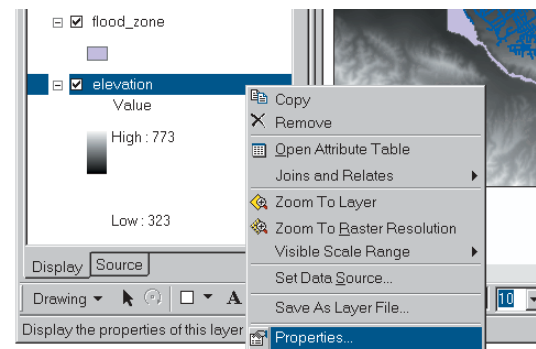 flood_zone
elevation
Value
High : 773
Low : 323
Display Source
Drawing A 10
Display the properties of this layer
Copy
Remove
Open Attribute Table
Joins and Relates
Zoom To Layer
Zoom To Raster Resolution
Visible Scale Range
Set Data Source...
Save As Layer File...
Properties...